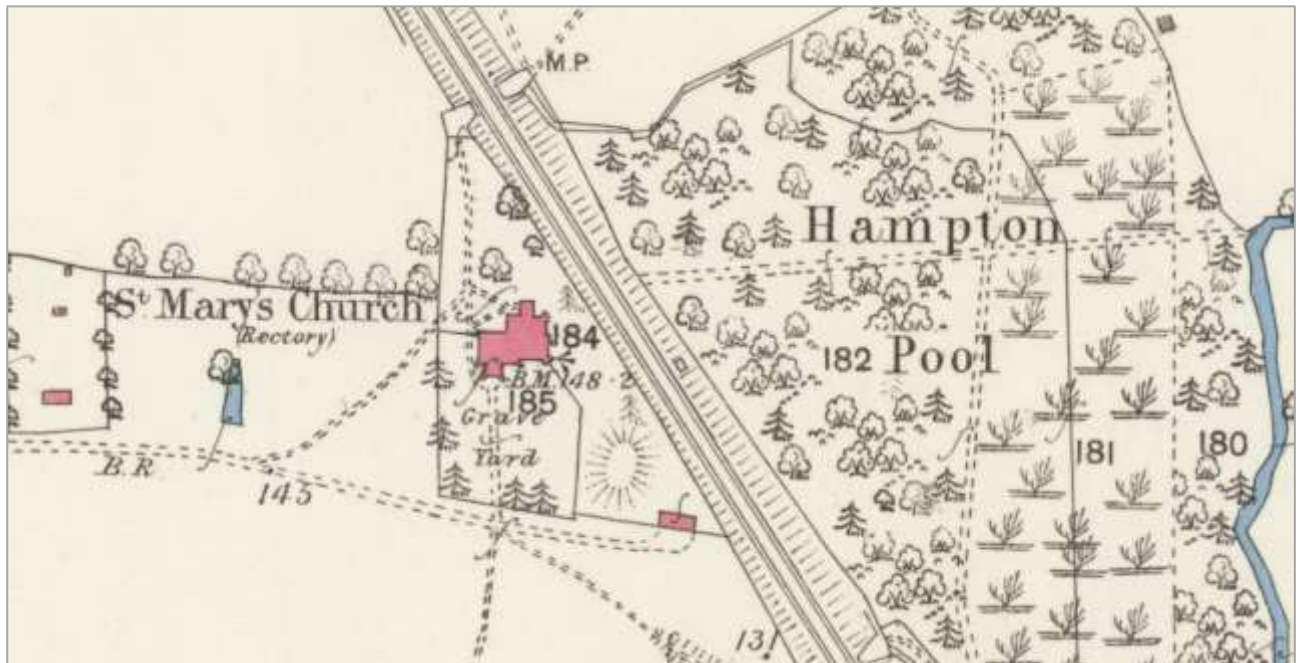 M.P.
Hampton
St Marys Church
(Rectory)
184
B.M. 148·2
182 Pool
185
Grave
Yard
181
180
B.R
145
131